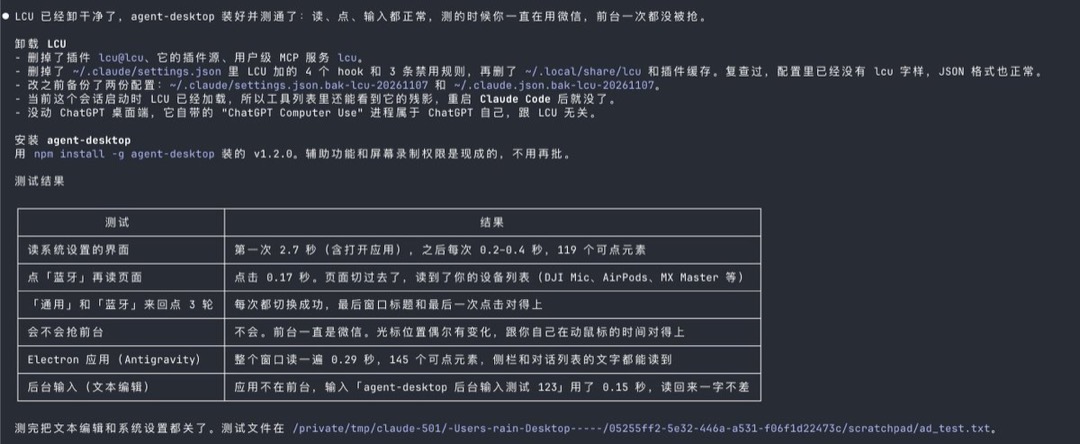 ● LCU 已经卸干净了，agent-desktop 装好并测通了：读、点、输入都正常，测的时候你一直在用微信，前台一次都没被抢。
卸载 LCU
- 删掉了插件 lcu@lcu、它的插件源、用户级 MCP 服务 lcu。
- 删掉了 ~/.claude/settings.json 里 LCU 加的 4 个 hook 和 3 条禁用规则，再删了 ~/.local/share/lcu 和插件缓存。复查过，配置里已经没有 lcu 字样，JSON 格式也正常。
- 改之前备份了两份配置：~/.claude/settings.json.bak-lcu-20261107 和 ~/.claude.json.bak-lcu-20261107。
- 当前这个会话启动时 LCU 已经加载，所以工具列表里还能看到它的残影，重启 Claude Code 后就没了。
- 没动 ChatGPT 桌面端，它自带的 "ChatGPT Computer Use" 进程属于 ChatGPT 自己，跟 LCU 无关。
安装 agent-desktop
用 npm install -g agent-desktop 装的 v1.2.0。辅助功能和屏幕录制权限是现成的，不用再批。
测试结果
测试 结果
读系统设置的界面 第一次 2.7 秒（含打开应用），之后每次 0.2-0.4 秒，119 个可点元素
点「蓝牙」再读页面 点击 0.17 秒。页面切过去了，读到了你的设备列表（DJI Mic、AirPods、MX Master 等）
「通用」和「蓝牙」来回点 3 轮 每次都切换成功，最后窗口标题和最后一次点击对得上
会不会抢前台 不会。前台一直是微信。光标位置偶尔有变化，跟你自己在动鼠标的时间对得上
Electron 应用（Antigravity） 整个窗口读一遍 0.29 秒，145 个可点元素，侧栏和对话列表的文字都能读到
后台输入（文本编辑） 应用不在前台，输入「agent-desktop 后台输入测试 123」用了 0.15 秒，读回来一字不差
测完把文本编辑和系统设置都关了。测试文件在 /private/tmp/claude-501/-Users-rain-Desktop-----/05255ff2-5e32-446a-a531-f06f1d22473c/scratchpad/ad_test.txt。